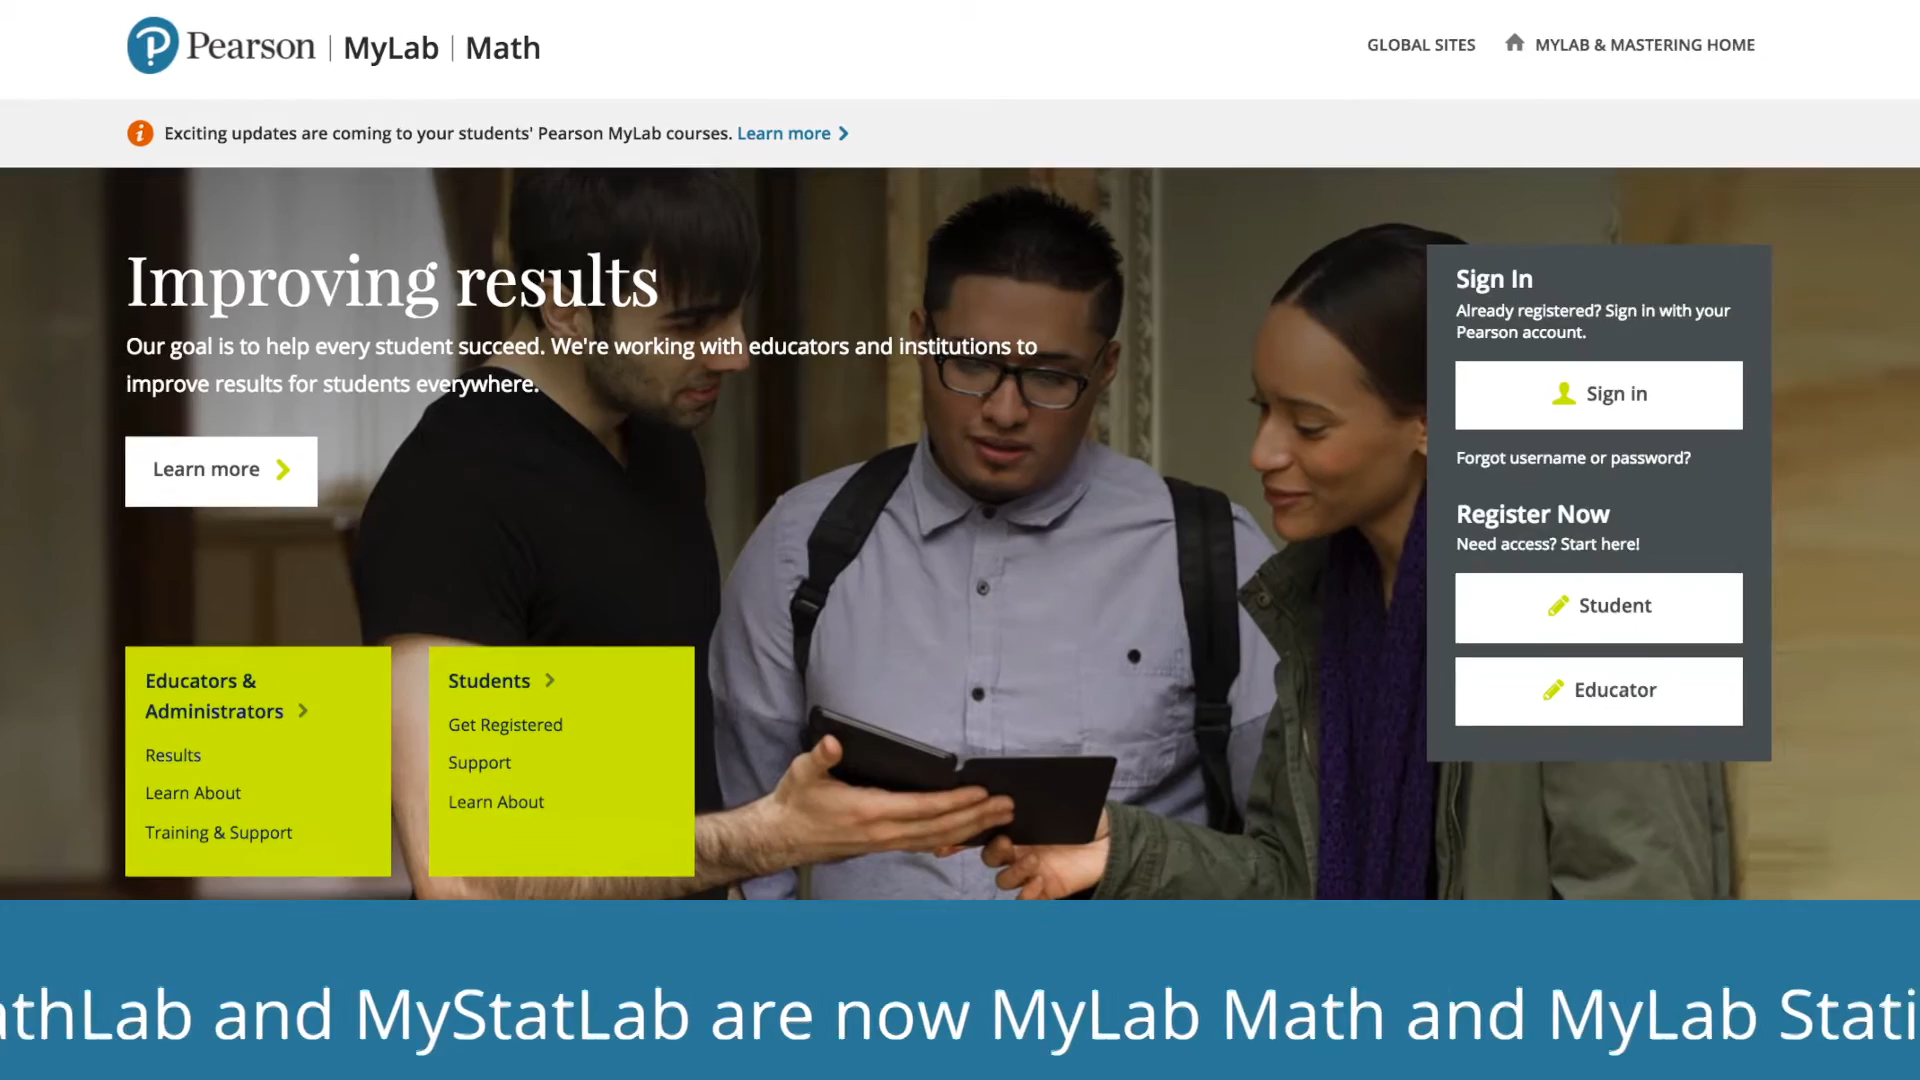 Pearson | MyLab | Math
GLOBAL SITES
MYLAB & MASTERING HOME
Exciting updates are coming to your students' Pearson MyLab courses. Learn more
Improving results
Our goal is to help every student succeed. We're working with educators and institutions to
improve results for students everywhere.
Learn more
Sign In
Already registered? Sign in with your
Pearson account.
Sign in
Forgot username or password?
Register Now
Need access? Start here!
Student
Educator
Educators &
Administrators
Results
Learn About
Training & Support
Students
Get Registered
Support
Learn About
athLab and MyStatLab are now MyLab Math and MyLab Stati